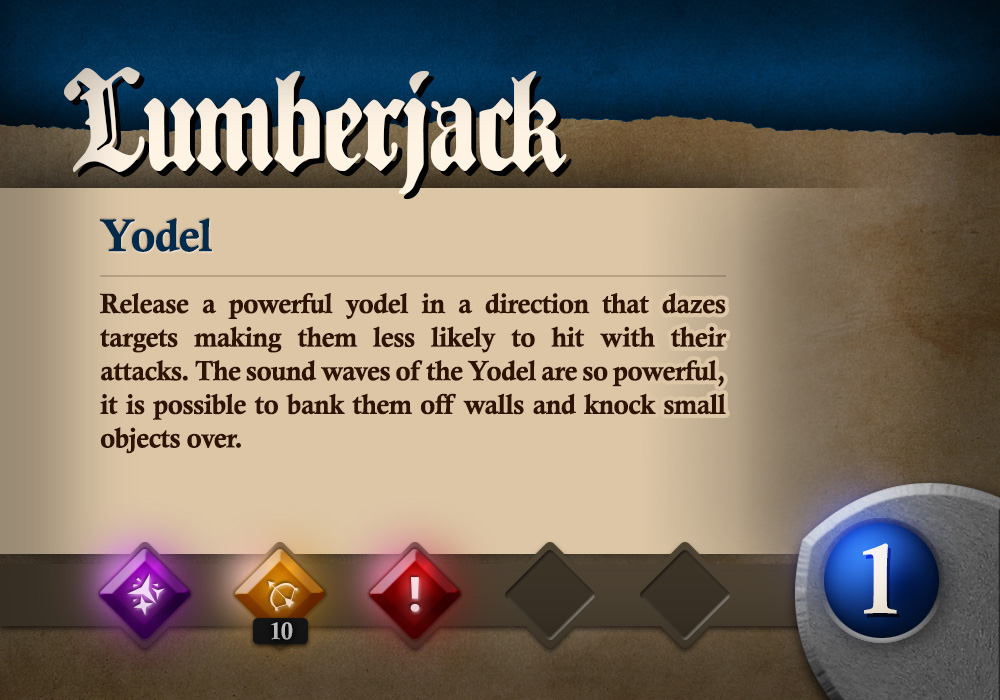 Lumberjack
Yodel
Release a powerful yodel in a direction that dazes
targets making them less likely to hit with their
attacks. The sound waves of the Yodel are so powerful,
it is possible to bank them off walls and knock small
objects over.
!
10
1